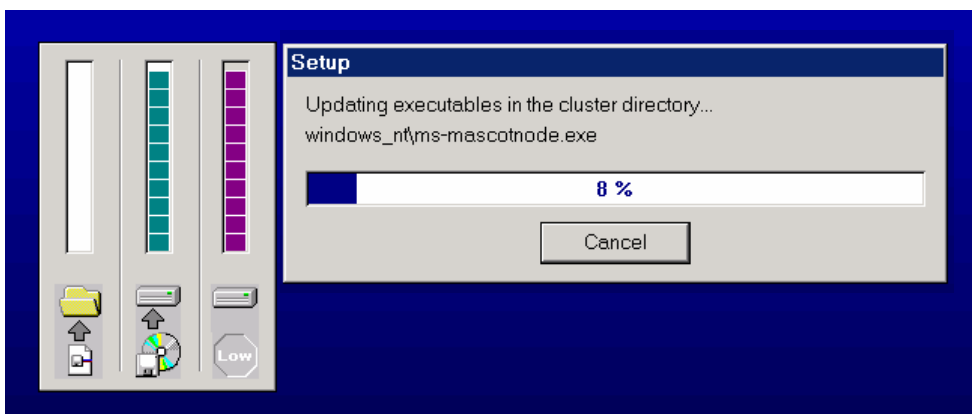 Setup
Updating executables in the cluster directory...
windows_nt\ms-mascotnode.exe
8 %
Cancel
Low